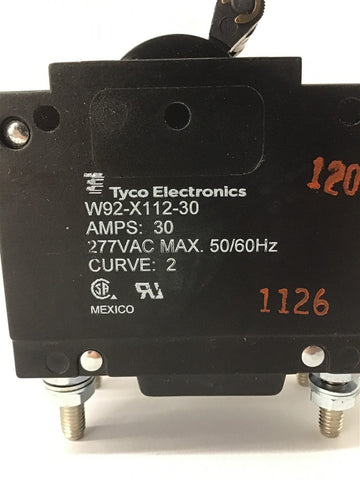 120
Tyco Electronics
W92-X112-30
AMPS: 30
277VAC MAX. 50/60Hz
CURVE: 2
1126
MEXICO